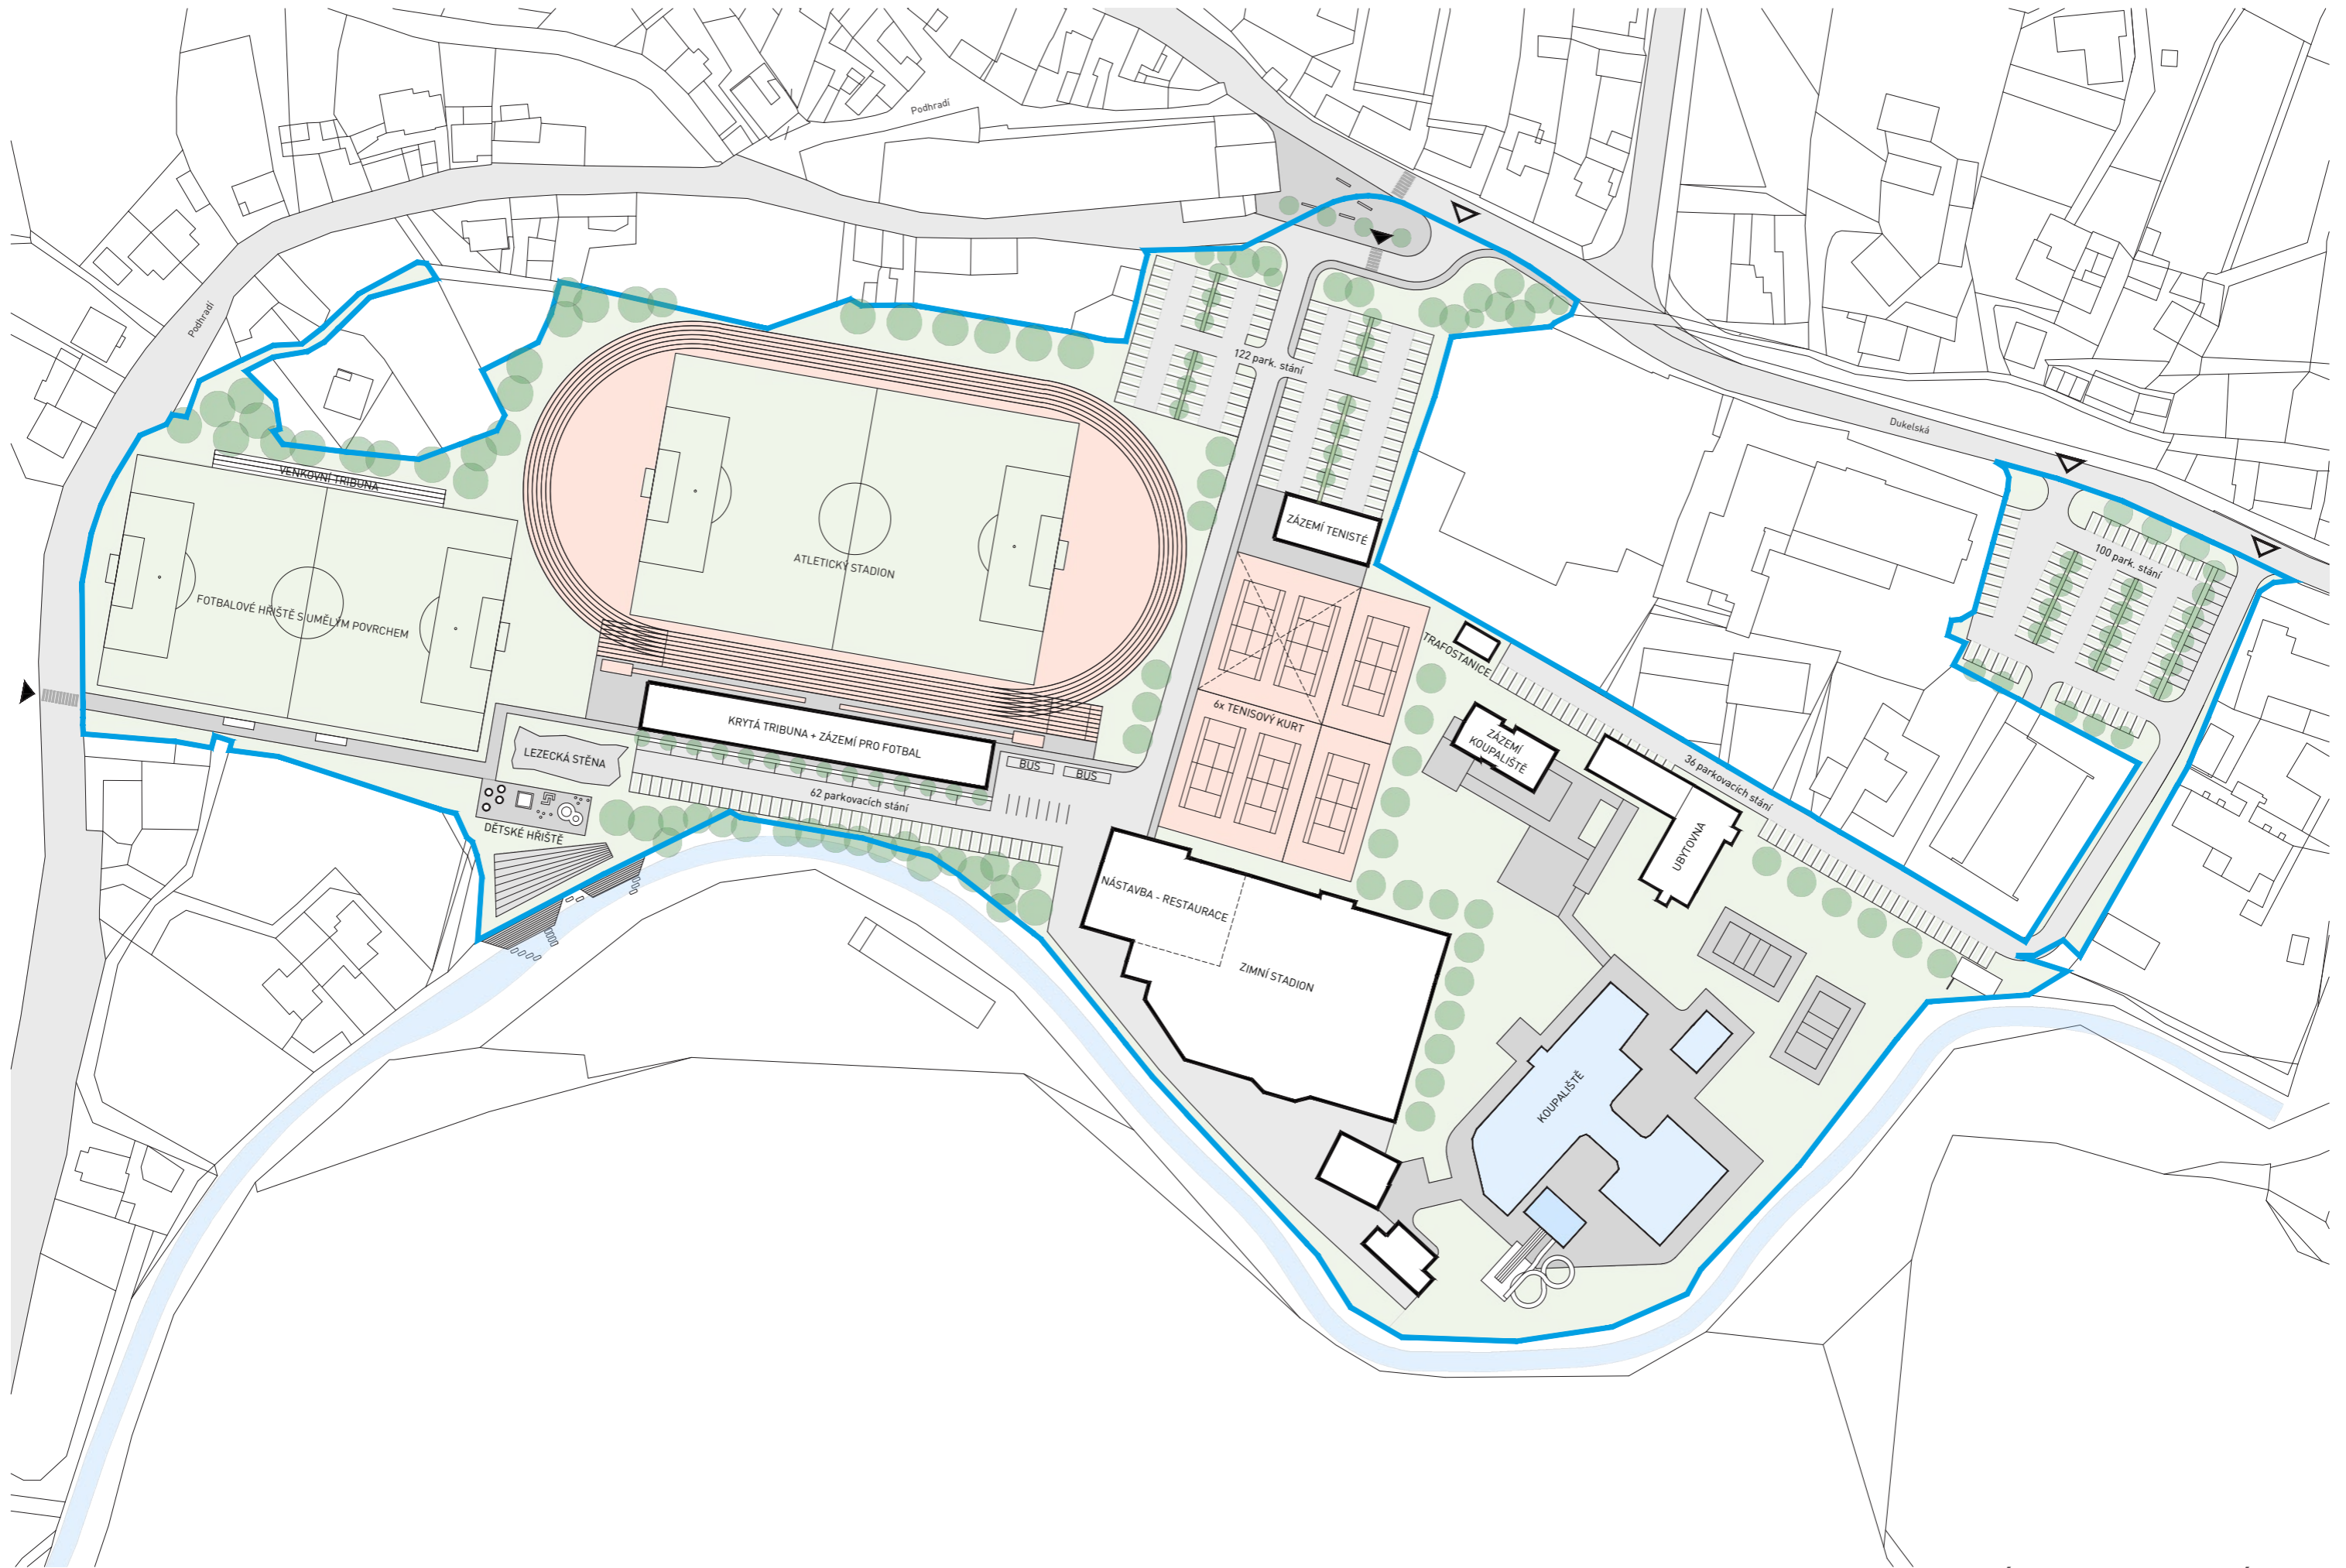 Podhradí
Podhradí
122 park. stání
Dukelská
VENKOVNÍ TRIBUNA
ZÁZEMÍ TENISTÉ
100 park. stání
ATLETICKÝ STADION
FOTBALOVÉ HŘIŠTĚ S UMĚLÝM POVRCHEM
TRAFOSTANICE
6x TENISOVÝ KURT
KRYTÁ TRIBUNA + ZÁZEMÍ PRO FOTBAL
ZÁZEMÍ
KOUPALIŠTĚ
LEZECKÁ STĚNA
BUS
BUS
36 parkovacích stání
62 parkovacích stání
DĚTSKÉ HŘIŠTĚ
UBYTOVNA
NÁSTAVBA - RESTAURACE
ZIMNÍ STADION
KOUPALIŠTĚ